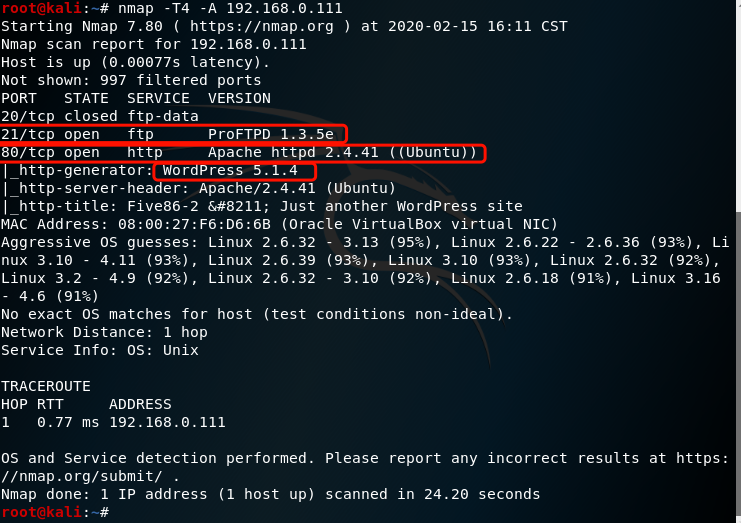 root@kali:~# nmap -T4 -A 192.168.0.111
Starting Nmap 7.80 ( https://nmap.org ) at 2020-02-15 16:11 CST
Nmap scan report for 192.168.0.111
Host is up (0.00077s latency).
Not shown: 997 filtered ports
PORT   STATE  SERVICE  VERSION
20/tcp closed ftp-data
21/tcp open   ftp      ProFTPD 1.3.5e
80/tcp open   http     Apache httpd 2.4.41 ((Ubuntu))
|_http-generator: WordPress 5.1.4
|_http-server-header: Apache/2.4.41 (Ubuntu)
|_http-title: Five86-2 &#8211; Just another WordPress site
MAC Address: 08:00:27:F6:D6:6B (Oracle VirtualBox virtual NIC)
Aggressive OS guesses: Linux 2.6.32 - 3.13 (95%), Linux 2.6.22 - 2.6.36 (93%), Li
nux 3.10 - 4.11 (93%), Linux 2.6.39 (93%), Linux 3.10 (93%), Linux 2.6.32 (92%),
Linux 3.2 - 4.9 (92%), Linux 2.6.32 - 3.10 (92%), Linux 2.6.18 (91%), Linux 3.16
- 4.6 (91%)
No exact OS matches for host (test conditions non-ideal).
Network Distance: 1 hop
Service Info: OS: Unix
TRACEROUTE
HOP RTT     ADDRESS
1   0.77 ms 192.168.0.111
OS and Service detection performed. Please report any incorrect results at https:
//nmap.org/submit/ .
Nmap done: 1 IP address (1 host up) scanned in 24.20 seconds
root@kali:~#